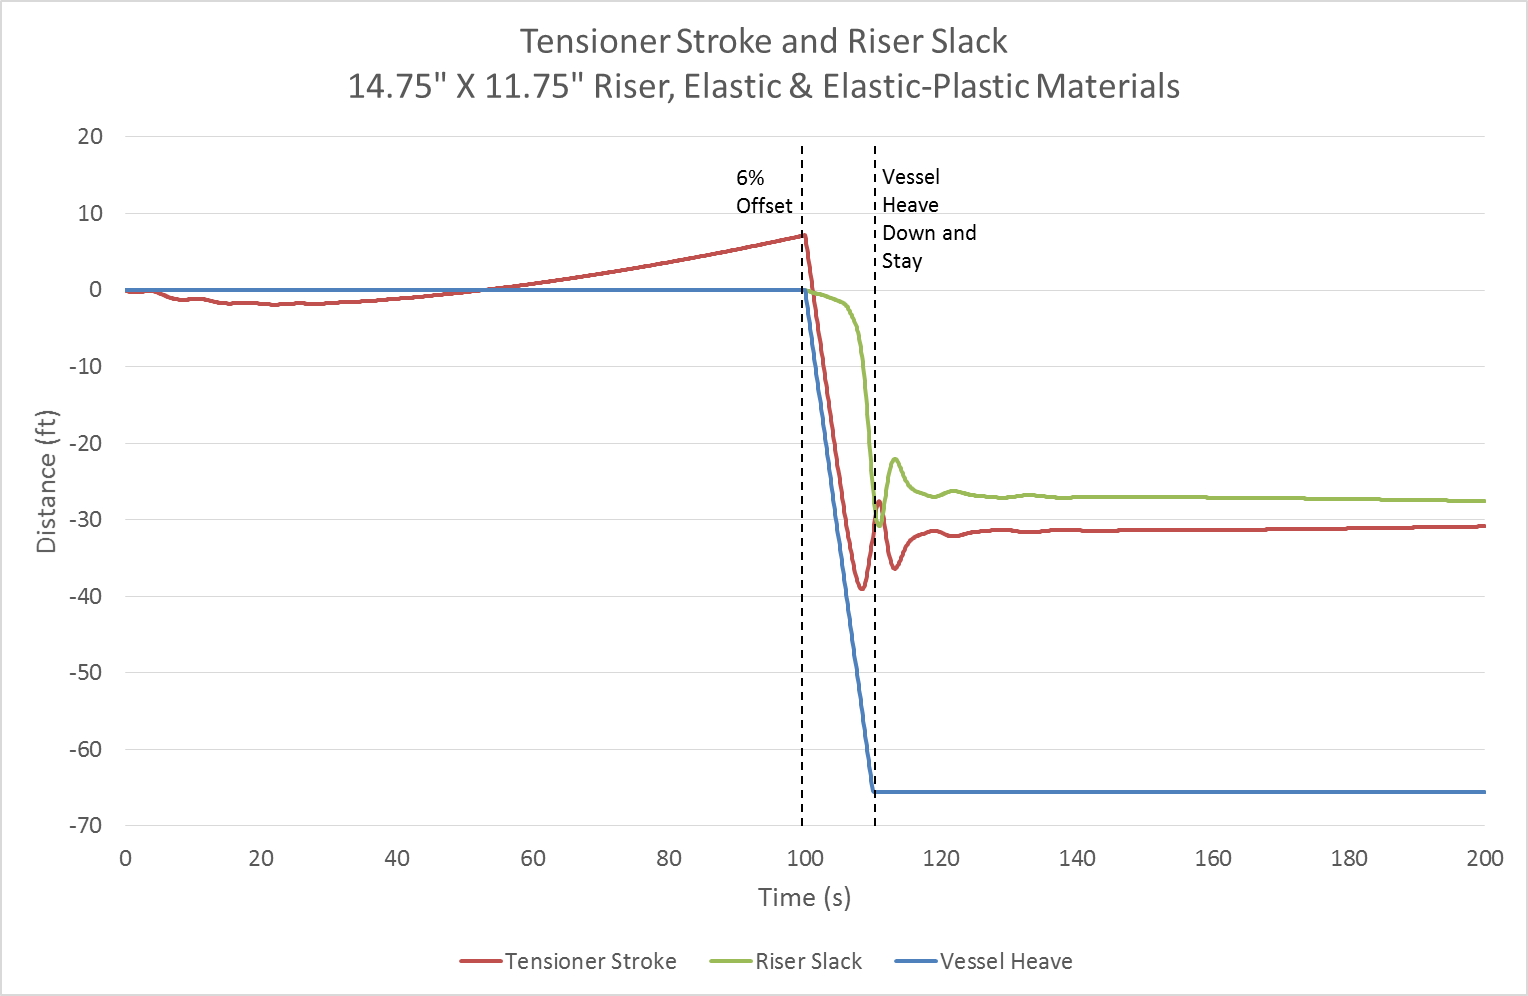 Tensioner Stroke and Riser Slack
14.75" X 11.75" Riser, Elastic & Elastic-Plastic Materials
20
10
0
-10
-20
-30
-40
-50
-60
-70
Distance (ft)
6%
Offset
Vessel
Heave
Down and
Stay
0 20 40 60 80 100 120 140 160 180 200
Time (s)
Tensioner Stroke Riser Slack Vessel Heave